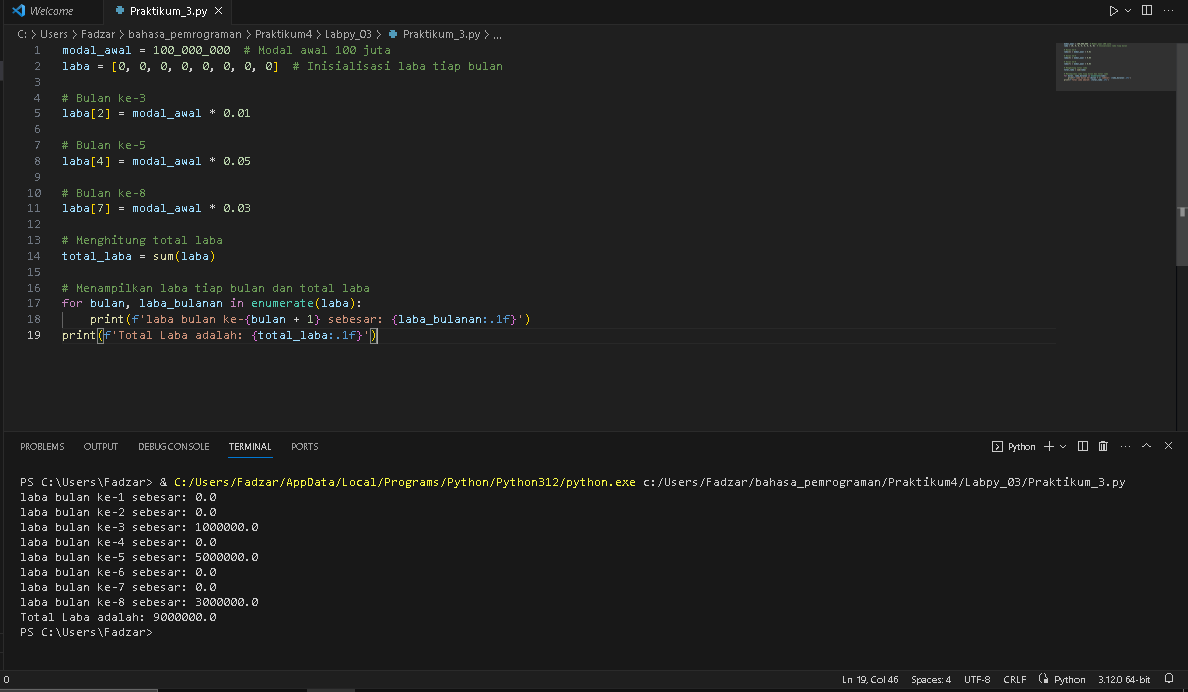 Welcome
Praktikum_3.py
C: > Users > Fadzar > bahasa_pemrograman > Praktikum4 > Labpy_03 > Praktikum_3.py > ...
1 modal_awal = 100_000_000  # Modal awal 100 juta
2 laba = [0, 0, 0, 0, 0, 0, 0, 0]  # Inisialisasi laba tiap bulan
3
4 # Bulan ke-3
5 laba[2] = modal_awal * 0.01
6
7 # Bulan ke-5
8 laba[4] = modal_awal * 0.05
9
10 # Bulan ke-8
11 laba[7] = modal_awal * 0.03
12
13 # Menghitung total laba
14 total_laba = sum(laba)
15
16 # Menampilkan laba tiap bulan dan total laba
17 for bulan, laba_bulanan in enumerate(laba):
18     print(f'laba bulan ke-{bulan + 1} sebesar: {laba_bulanan:.1f}')
19 print(f'Total Laba adalah: {total_laba:.1f}')
PROBLEMS OUTPUT DEBUG CONSOLE TERMINAL PORTS Python
PS C:\Users\Fadzar> & C:/Users/Fadzar/AppData/Local/Programs/Python/Python312/python.exe c:/Users/Fadzar/bahasa_pemrograman/Praktikum4/Labpy_03/Praktikum_3.py
laba bulan ke-1 sebesar: 0.0
laba bulan ke-2 sebesar: 0.0
laba bulan ke-3 sebesar: 1000000.0
laba bulan ke-4 sebesar: 0.0
laba bulan ke-5 sebesar: 5000000.0
laba bulan ke-6 sebesar: 0.0
laba bulan ke-7 sebesar: 0.0
laba bulan ke-8 sebesar: 3000000.0
Total Laba adalah: 9000000.0
PS C:\Users\Fadzar>
0 Ln 19, Col 46 Spaces: 4 UTF-8 CRLF Python 3.12.0 64-bit